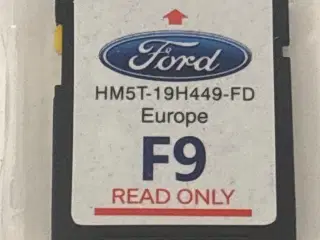 Ford
HM5T-19H449-FD
Europe
F9
READ ONLY